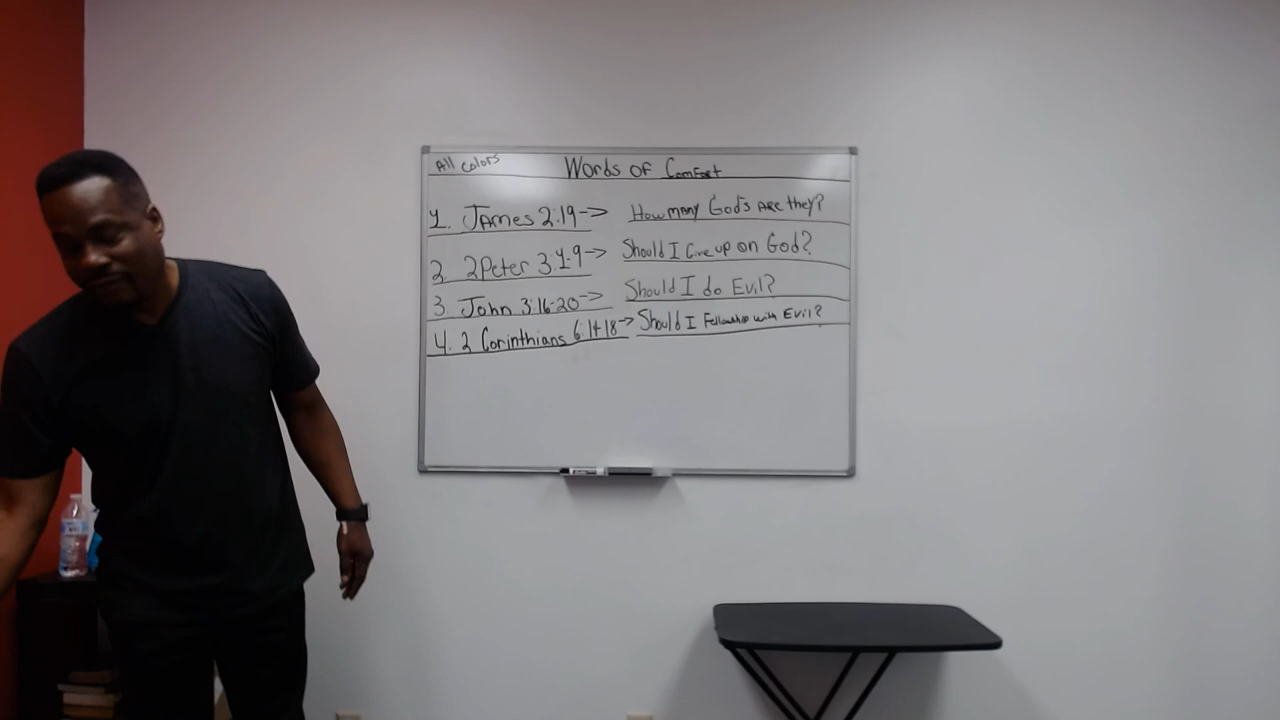 All colors
Words of Comfort
1. James 2:19-> How many God's Are they?
2. 2Peter 3:1-9-> Should I Give up on God?
3. John 3:16-20-> Should I do Evil?
4. 2 Corinthians 6:14-18-> Should I Fellowship with Evil?